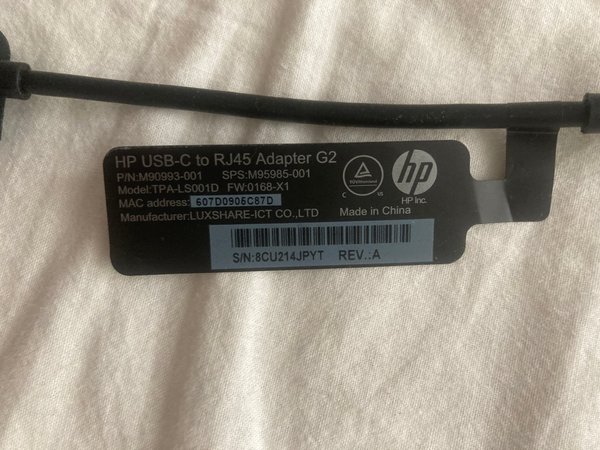 HP USB-C to RJ45 Adapter G2
P/N:M90993-001 SPS:M95985-001
Model:TPA-LS001D FW:0168-X1
MAC address: 607D0905C87D
Manufacturer:LUXSHARE-ICT CO.,LTD Made in China
hp
HP Inc.
S/N:8CU214JPYT REV.:A